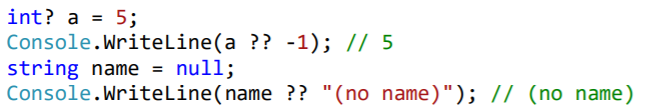 int? a = 5;
Console.WriteLine(a ?? -1); // 5
string name = null;
Console.WriteLine(name ?? "(no name)"); // (no name)